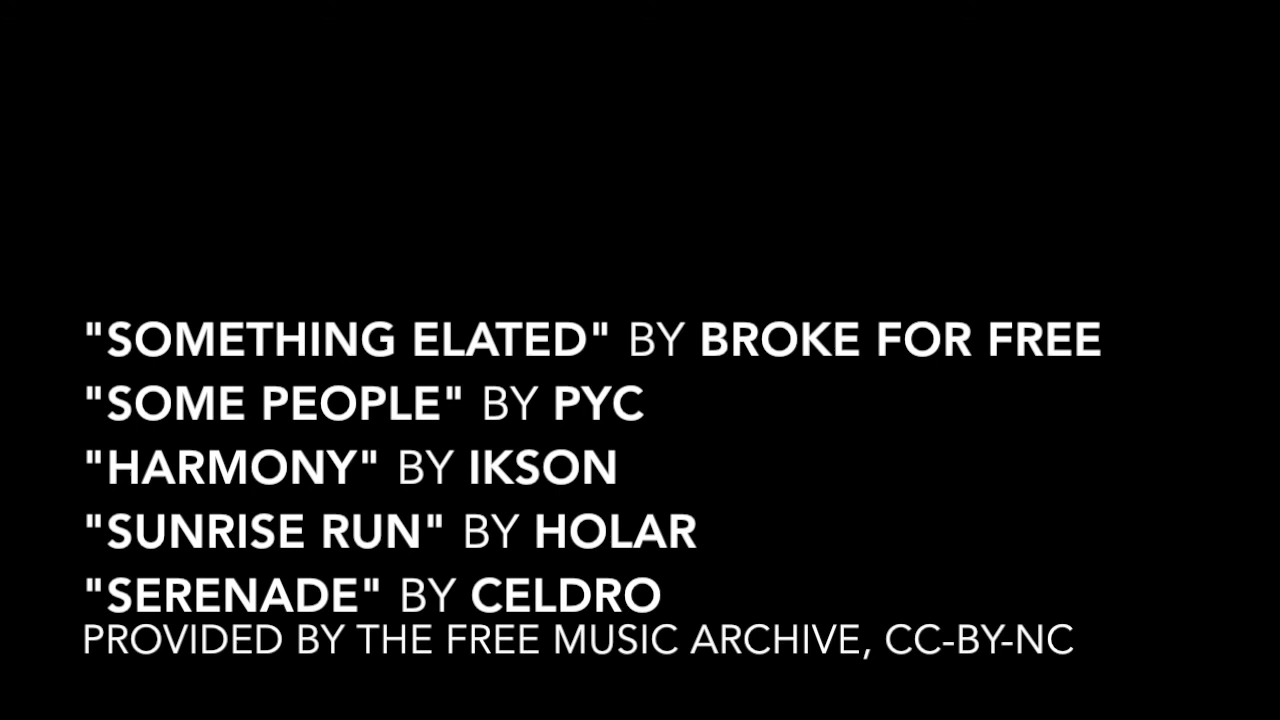 "SOMETHING ELATED" BY BROKE FOR FREE
"SOME PEOPLE" BY PYC
"HARMONY" BY IKSON
"SUNRISE RUN" BY HOLAR
"SERENADE" BY CELDRO
PROVIDED BY THE FREE MUSIC ARCHIVE, CC-BY-NC